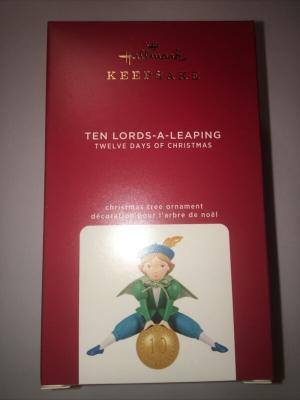 Hallmark
KEEPSAKE
TEN LORDS-A-LEAPING
TWELVE DAYS OF CHRISTMAS
christmas tree ornament
décoration pour l'arbre de noël
10